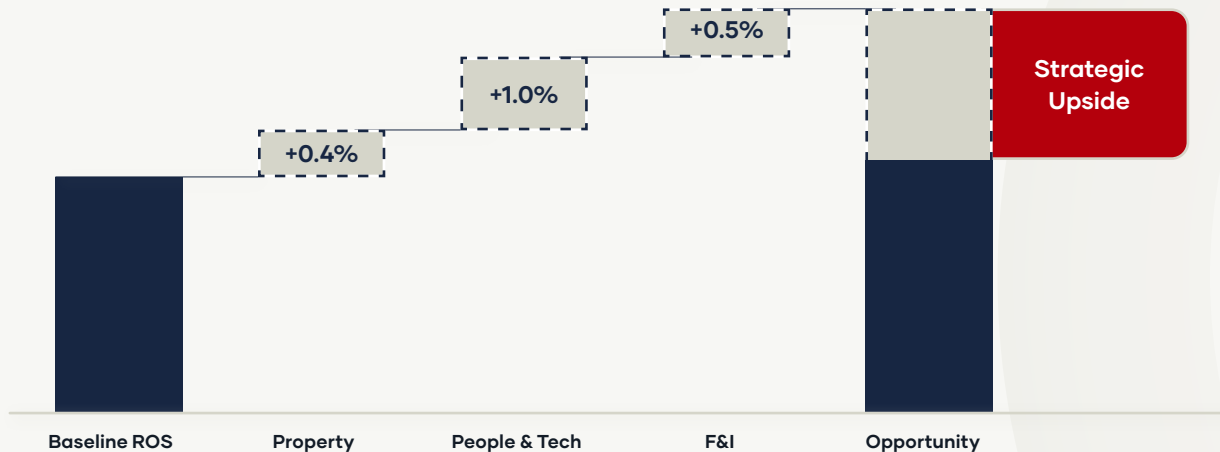 +0.5%
Strategic
Upside
+1.0%
+0.4%
Baseline ROS
Property
People & Tech
F&I
Opportunity